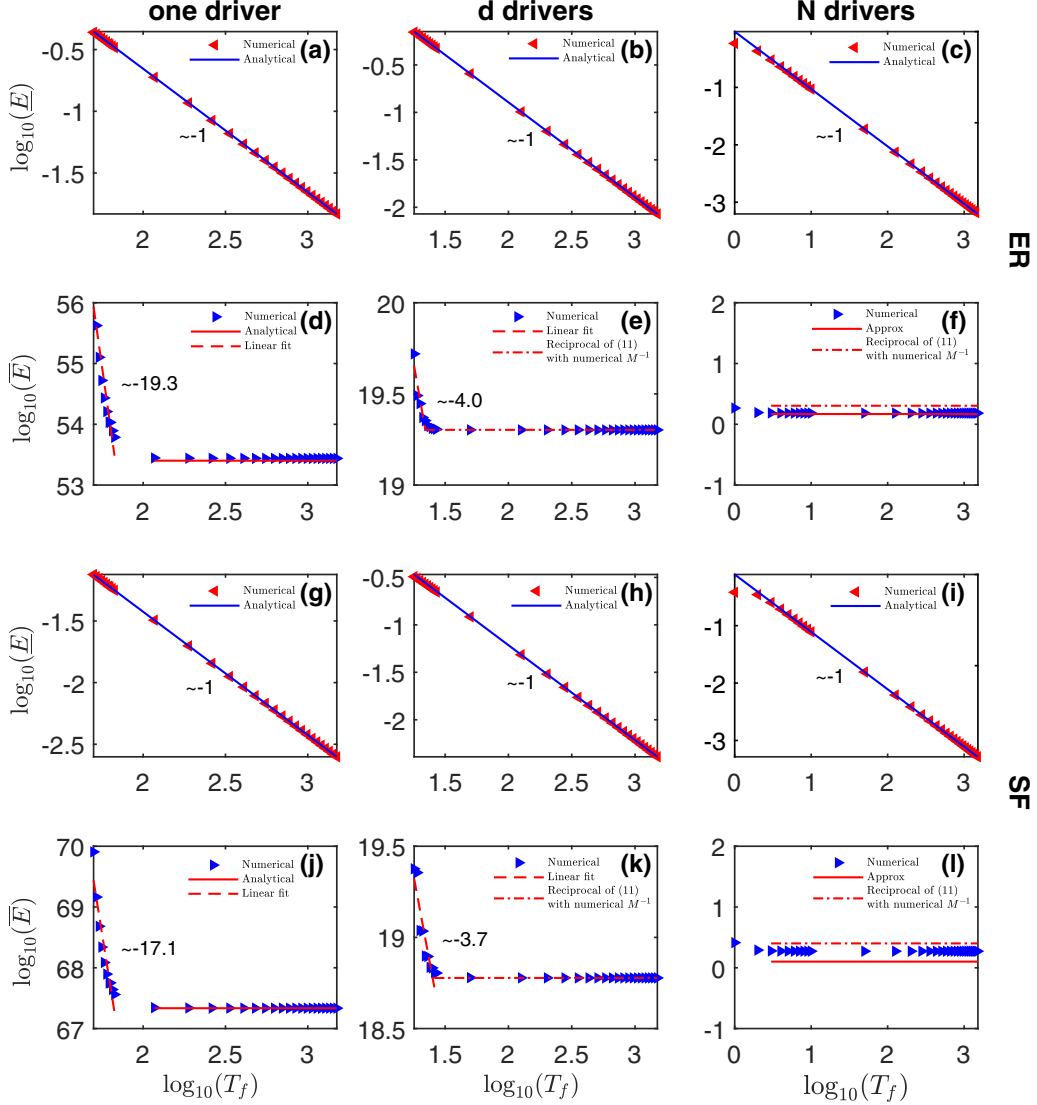 one driver
d drivers
N drivers
(a)
Numerical
Analytical
~-1
-0.5
-1
-1.5
2
2.5
3
log₁₀(E̲)
(b)
Numerical
Analytical
~-1
-0.5
-1
-1.5
-2
1.5
2
2.5
3
(c)
Numerical
Analytical
~-1
-1
-2
-3
0
1
2
3
ER
(d)
Numerical
Analytical
Linear fit
~-19.3
56
55
54
53
2
2.5
3
log₁₀(E̅)
(e)
Numerical
Linear fit
Reciprocal of (11)
with numerical M⁻¹
~-4.0
20
19.5
19
1.5
2
2.5
3
(f)
Numerical
Approx
Reciprocal of (11)
with numerical M⁻¹
2
1
0
-1
0
1
2
3
(g)
Numerical
Analytical
~-1
-1.5
-2
-2.5
2
2.5
3
log₁₀(E̲)
(h)
Numerical
Analytical
~-1
-0.5
-1
-1.5
-2
1.5
2
2.5
3
(i)
Numerical
Analytical
~-1
-1
-2
-3
0
1
2
3
SF
(j)
Numerical
Analytical
Linear fit
~-17.1
70
69
68
67
2
2.5
3
log₁₀(E̅)
log₁₀(T_f)
(k)
Numerical
Linear fit
Reciprocal of (11)
with numerical M⁻¹
~-3.7
19.5
19
18.5
1.5
2
2.5
3
log₁₀(T_f)
(l)
Numerical
Approx
Reciprocal of (11)
with numerical M⁻¹
2
1
0
-1
0
1
2
3
log₁₀(T_f)